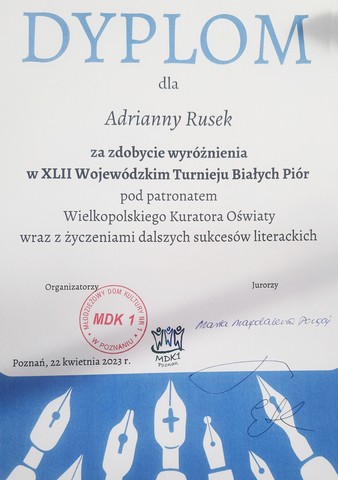 DYPLOM
dla
Adrianny Rusek
za zdobycie wyróżnienia
w XLII Wojewódzkim Turnieju Białych Piór
pod patronatem
Wielkopolskiego Kuratora Oświaty
wraz z życzeniami dalszych sukcesów literackich
Organizatorzy
Jurorzy
MŁODZIEŻOWY DOM KULTURY NR 1
MDK 1
W POZNANIU
MDK1
Poznań
Marta Magdalena
Poznań, 22 kwietnia 2023 r.